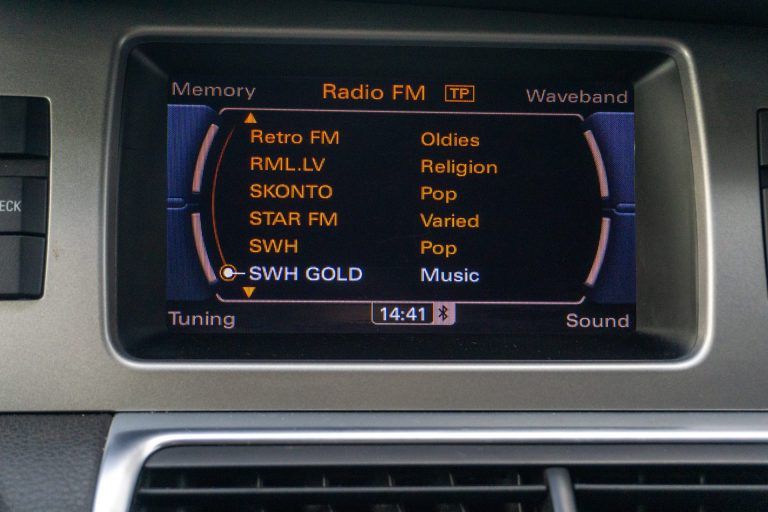 Memory Radio FM TP Waveband
Retro FM Oldies
RML.LV Religion
SKONTO Pop
STAR FM Varied
ECK
SWH Pop
SWH GOLD Music
Tuning 14:41 Sound